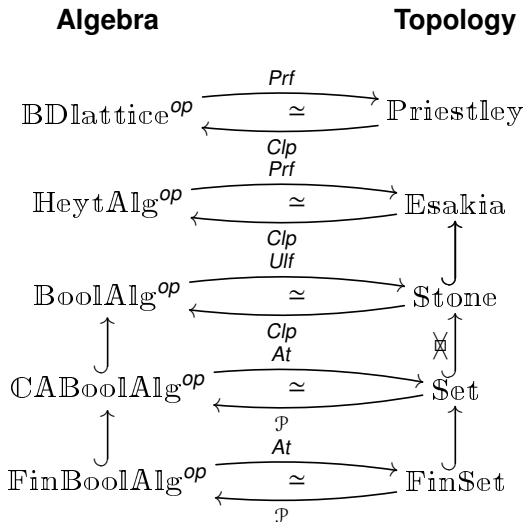 Algebra Topology
Prf
BDlattice^op ≃ Priestley
Clp
Prf
HeytAlg^op ≃ Esakia
Clp
Ulf
BoolAlg^op ≃ Stone
Clp
At
CABoolAlg^op ≃ Set
𝒫
At
FinBoolAlg^op ≃ FinSet
𝒫